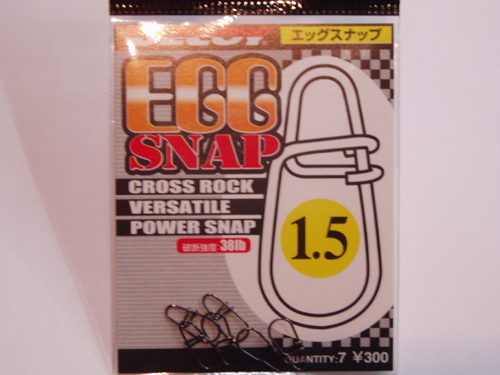 エッグスナップ
EGG
SNAP
CROSS ROCK
VERSATILE
POWER SNAP
破断強度 38lb
1.5
QUANTITY:7 ¥300